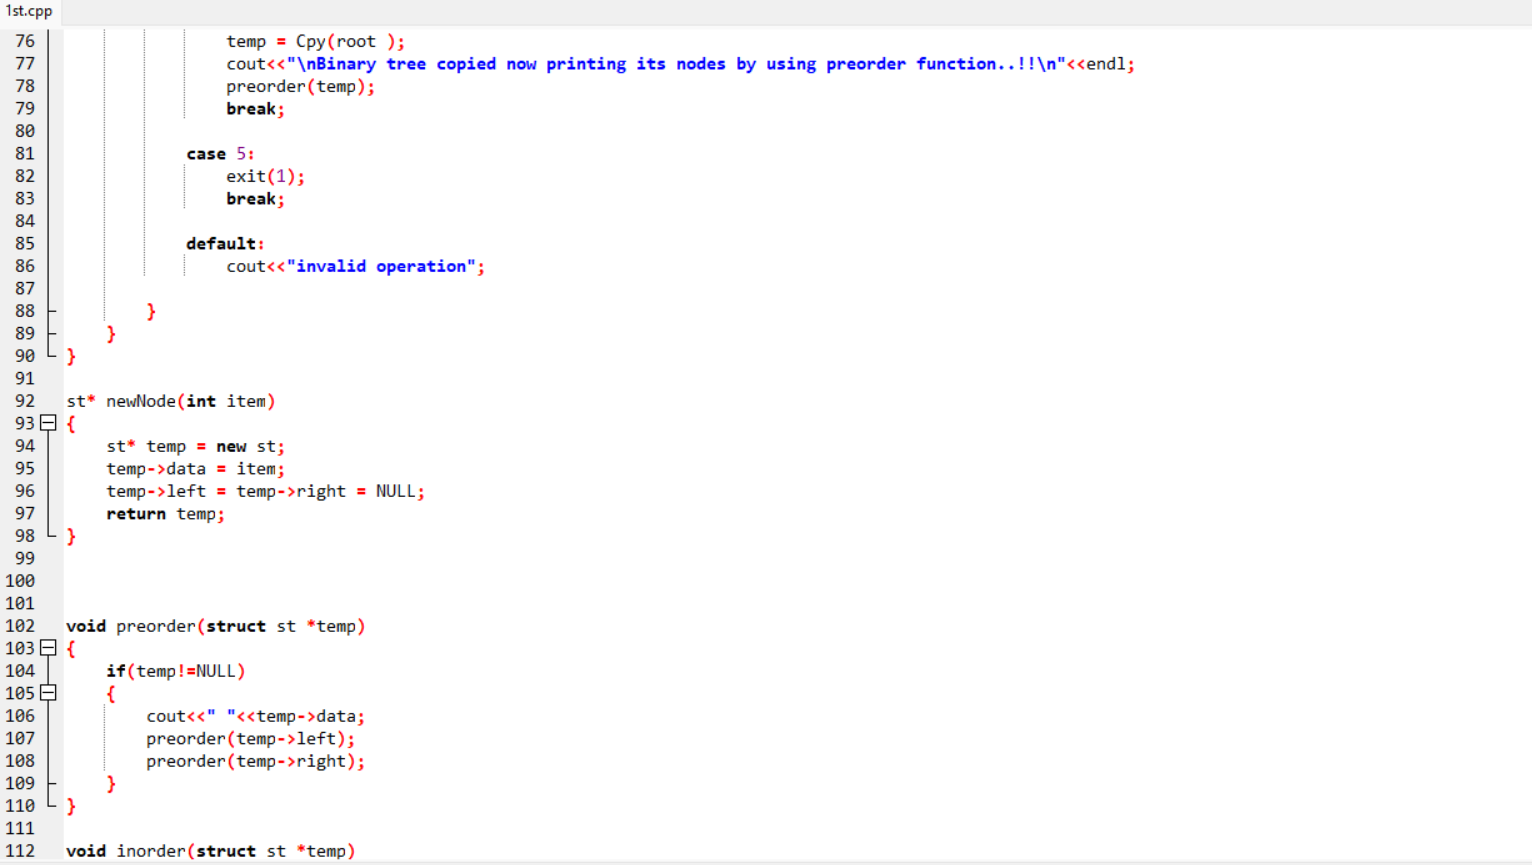 1st.cpp
76 temp = Cpy(root );
77 cout<<"\nBinary tree copied now printing its nodes by using preorder function..!!\n"<<endl;
78 preorder(temp);
79 break;
80
81 case 5:
82 exit(1);
83 break;
84
85 default:
86 cout<<"invalid operation";
87
88 }
89 }
90 }
91
92 st* newNode(int item)
93 {
94 st* temp = new st;
95 temp->data = item;
96 temp->left = temp->right = NULL;
97 return temp;
98 }
99
100
101
102 void preorder(struct st *temp)
103 {
104 if(temp!=NULL)
105 {
106 cout<<" "<<temp->data;
107 preorder(temp->left);
108 preorder(temp->right);
109 }
110 }
111
112 void inorder(struct st *temp)